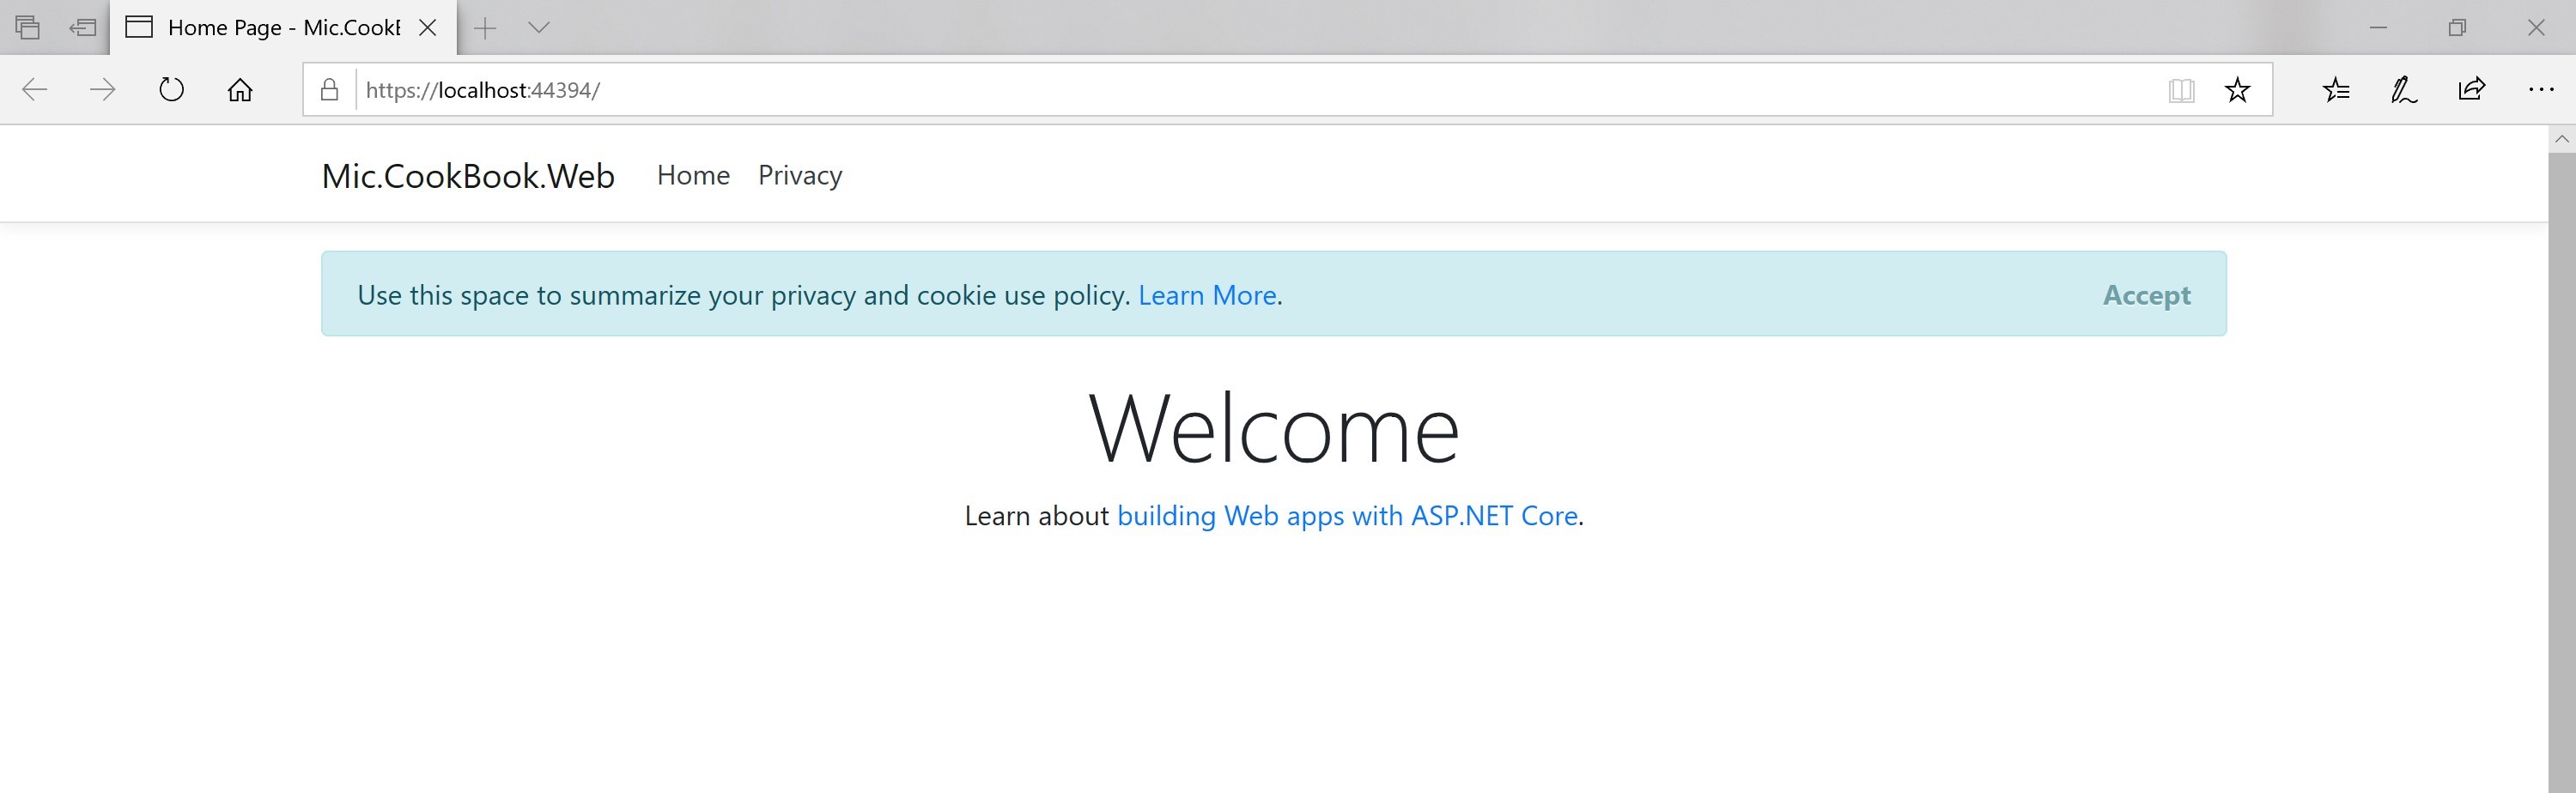 Home Page - Mic.CookB
https://localhost:44394/
Mic.CookBook.Web Home Privacy
Use this space to summarize your privacy and cookie use policy. Learn More. Accept
Welcome
Learn about building Web apps with ASP.NET Core.